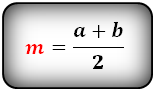 m = a + b / 2